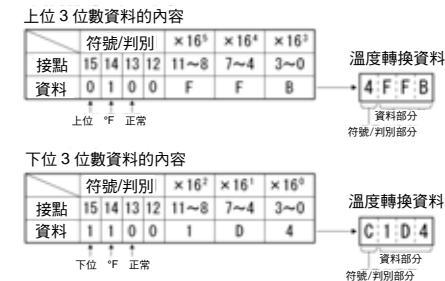 上位 3 位數資料的內容
符號/判別 ×16⁵ ×16⁴ ×16³
接點 15 14 13 12 11～8 7～4 3～0
資料 0 1 0 0 F F B
上位 °F 正常
溫度轉換資料
4 F F B
資料部分
符號/判別部分
下位 3 位數資料的內容
符號/判別 ×16² ×16¹ ×16⁰
接點 15 14 13 12 11～8 7～4 3～0
資料 1 1 0 0 1 D 4
下位 °F 正常
溫度轉換資料
C 1 D 4
資料部分
符號/判別部分